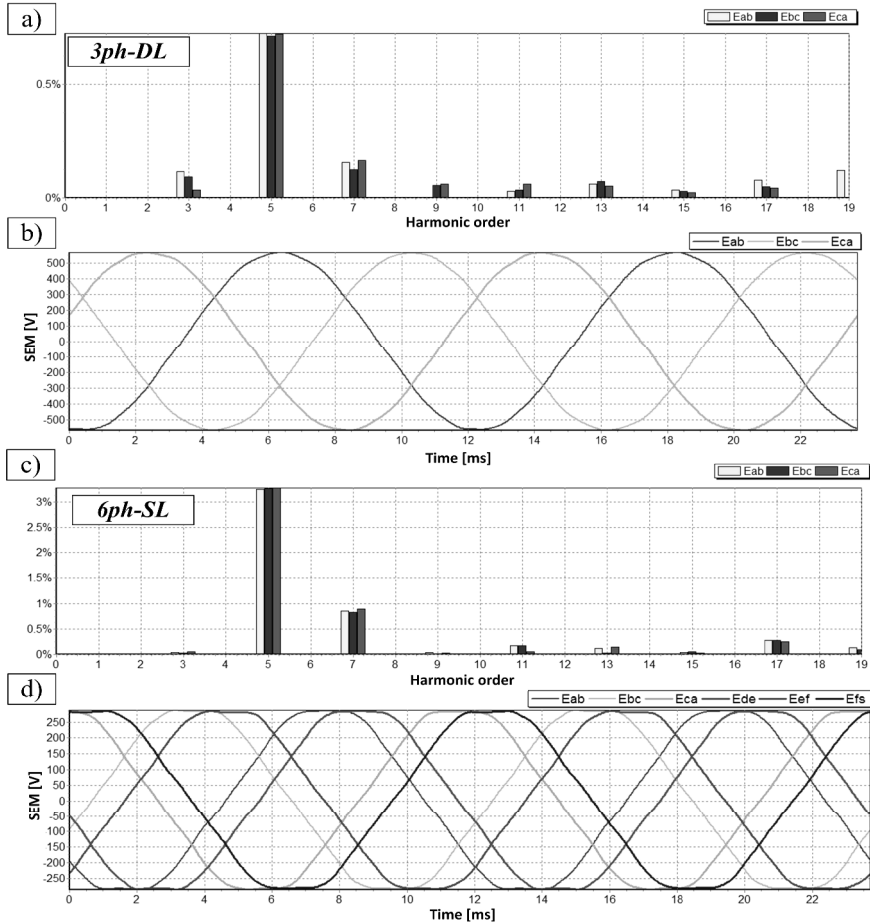 a)
Eab Ebc Eca
3ph-DL
0.5%
0%
0 1 2 3 4 5 6 7 8 9 10 11 12 13 14 15 16 17 18 19
Harmonic order
b)
Eab Ebc Eca
500
400
300
200
100
0
-100
-200
-300
-400
-500
SEM [V]
0 2 4 6 8 10 12 14 16 18 20 22
Time [ms]
c)
Eab Ebc Eca
6ph-SL
3%
2.5%
2%
1.5%
1%
0.5%
0%
0 1 2 3 4 5 6 7 8 9 10 11 12 13 14 15 16 17 18 19
Harmonic order
d)
Eab Ebc Eca Ede Eef Efs
250
200
150
100
50
0
-50
100
-150
-200
-250
SEM [V]
0 2 4 6 8 10 12 14 16 18 20 22
Time [ms]